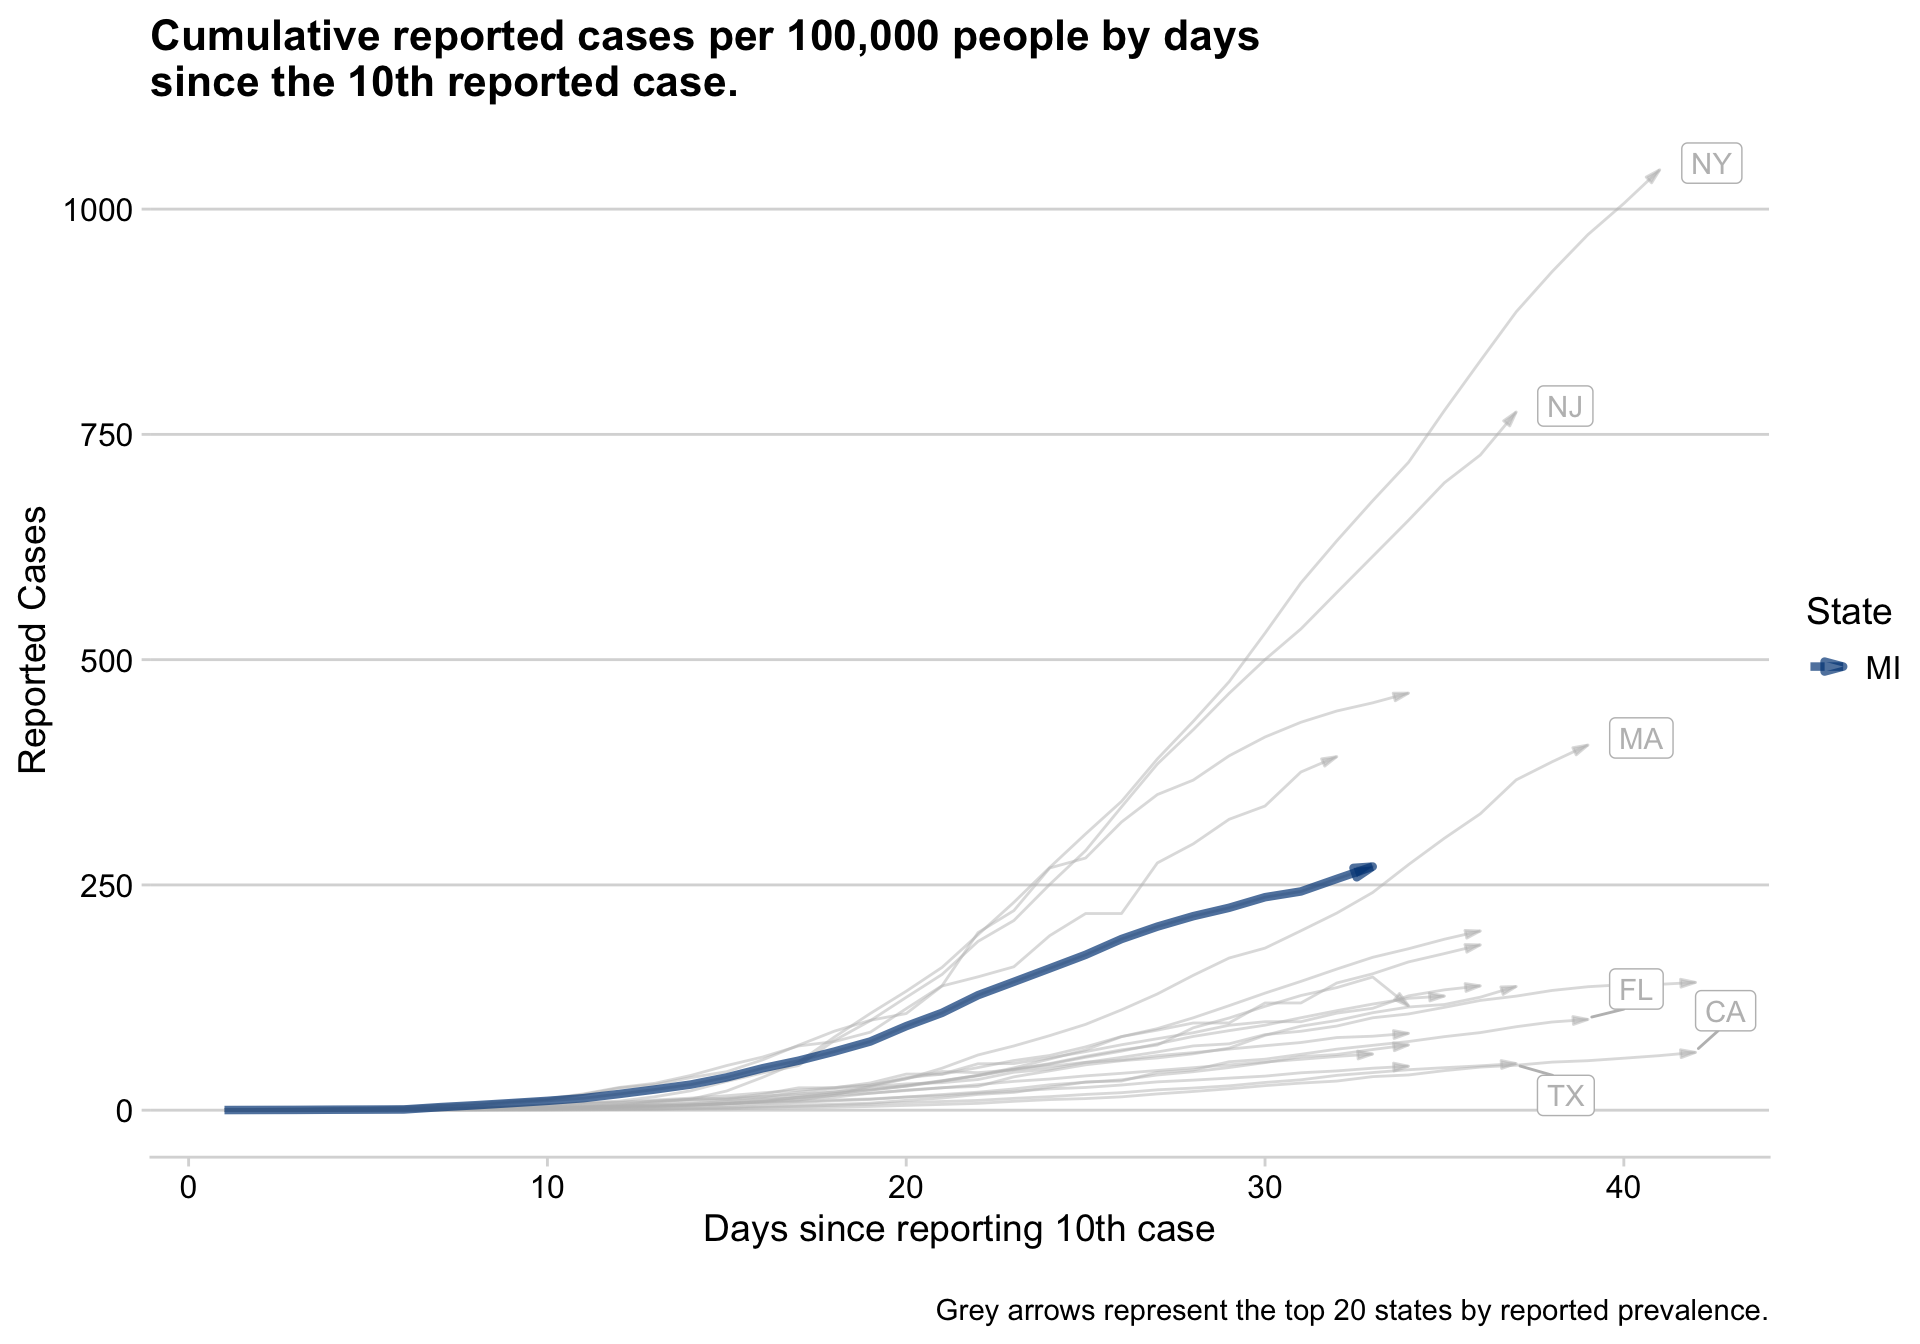 Cumulative reported cases per 100,000 people by days
since the 10th reported case.
NY
1000
NJ
750
Reported Cases
State
MI
500
MA
250
FL
CA
TX
0
0 10 20 30 40
Days since reporting 10th case
Grey arrows represent the top 20 states by reported prevalence.